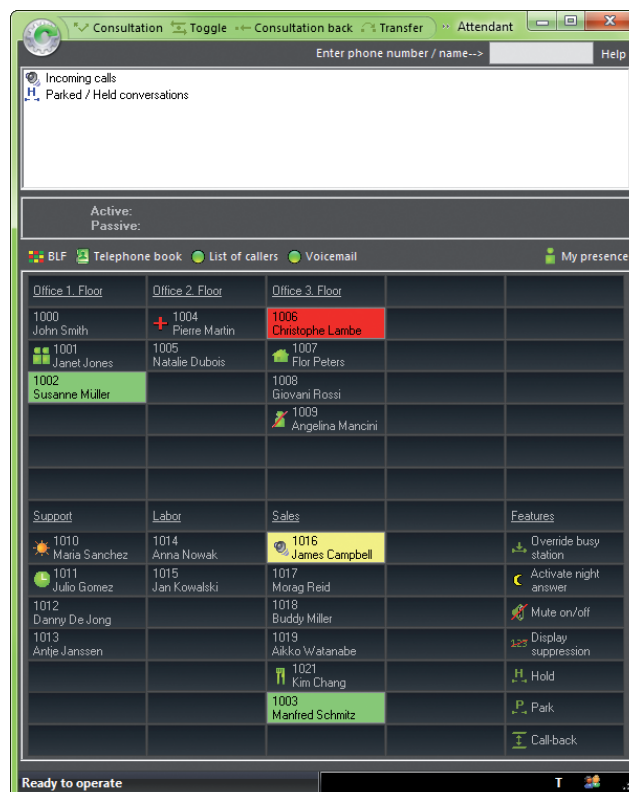 Consultation Toggle Consultation back Transfer Attendant
Enter phone number / name--> Help
Incoming calls
H Parked / Held conversations
Active:
Passive:
BLF Telephone book List of callers Voicemail My presence
Office 1. Floor Office 2. Floor Office 3. Floor
1000 1004 1006
John Smith Pierre Martin Christophe Lambe
1001 1005 1007
Janet Jones Natalie Dubois Flor Peters
1002 1008
Susanne Müller Giovani Rossi
1009
Angelina Mancini
Support Labor Sales Features
1010 1014 1016 Override busy
Maria Sanchez Anna Nowak James Campbell station
1011 1015 1017 Activate night
Julio Gomez Jan Kowalski Morag Reid answer
1012 1018 Mute on/off
Danny De Jong Buddy Miller
1013 1019 123 Display
Antje Janssen Aikko Watanabe suppression
1021 H Hold
Kim Chang
1003 P Park
Manfred Schmitz
Call-back
Ready to operate T